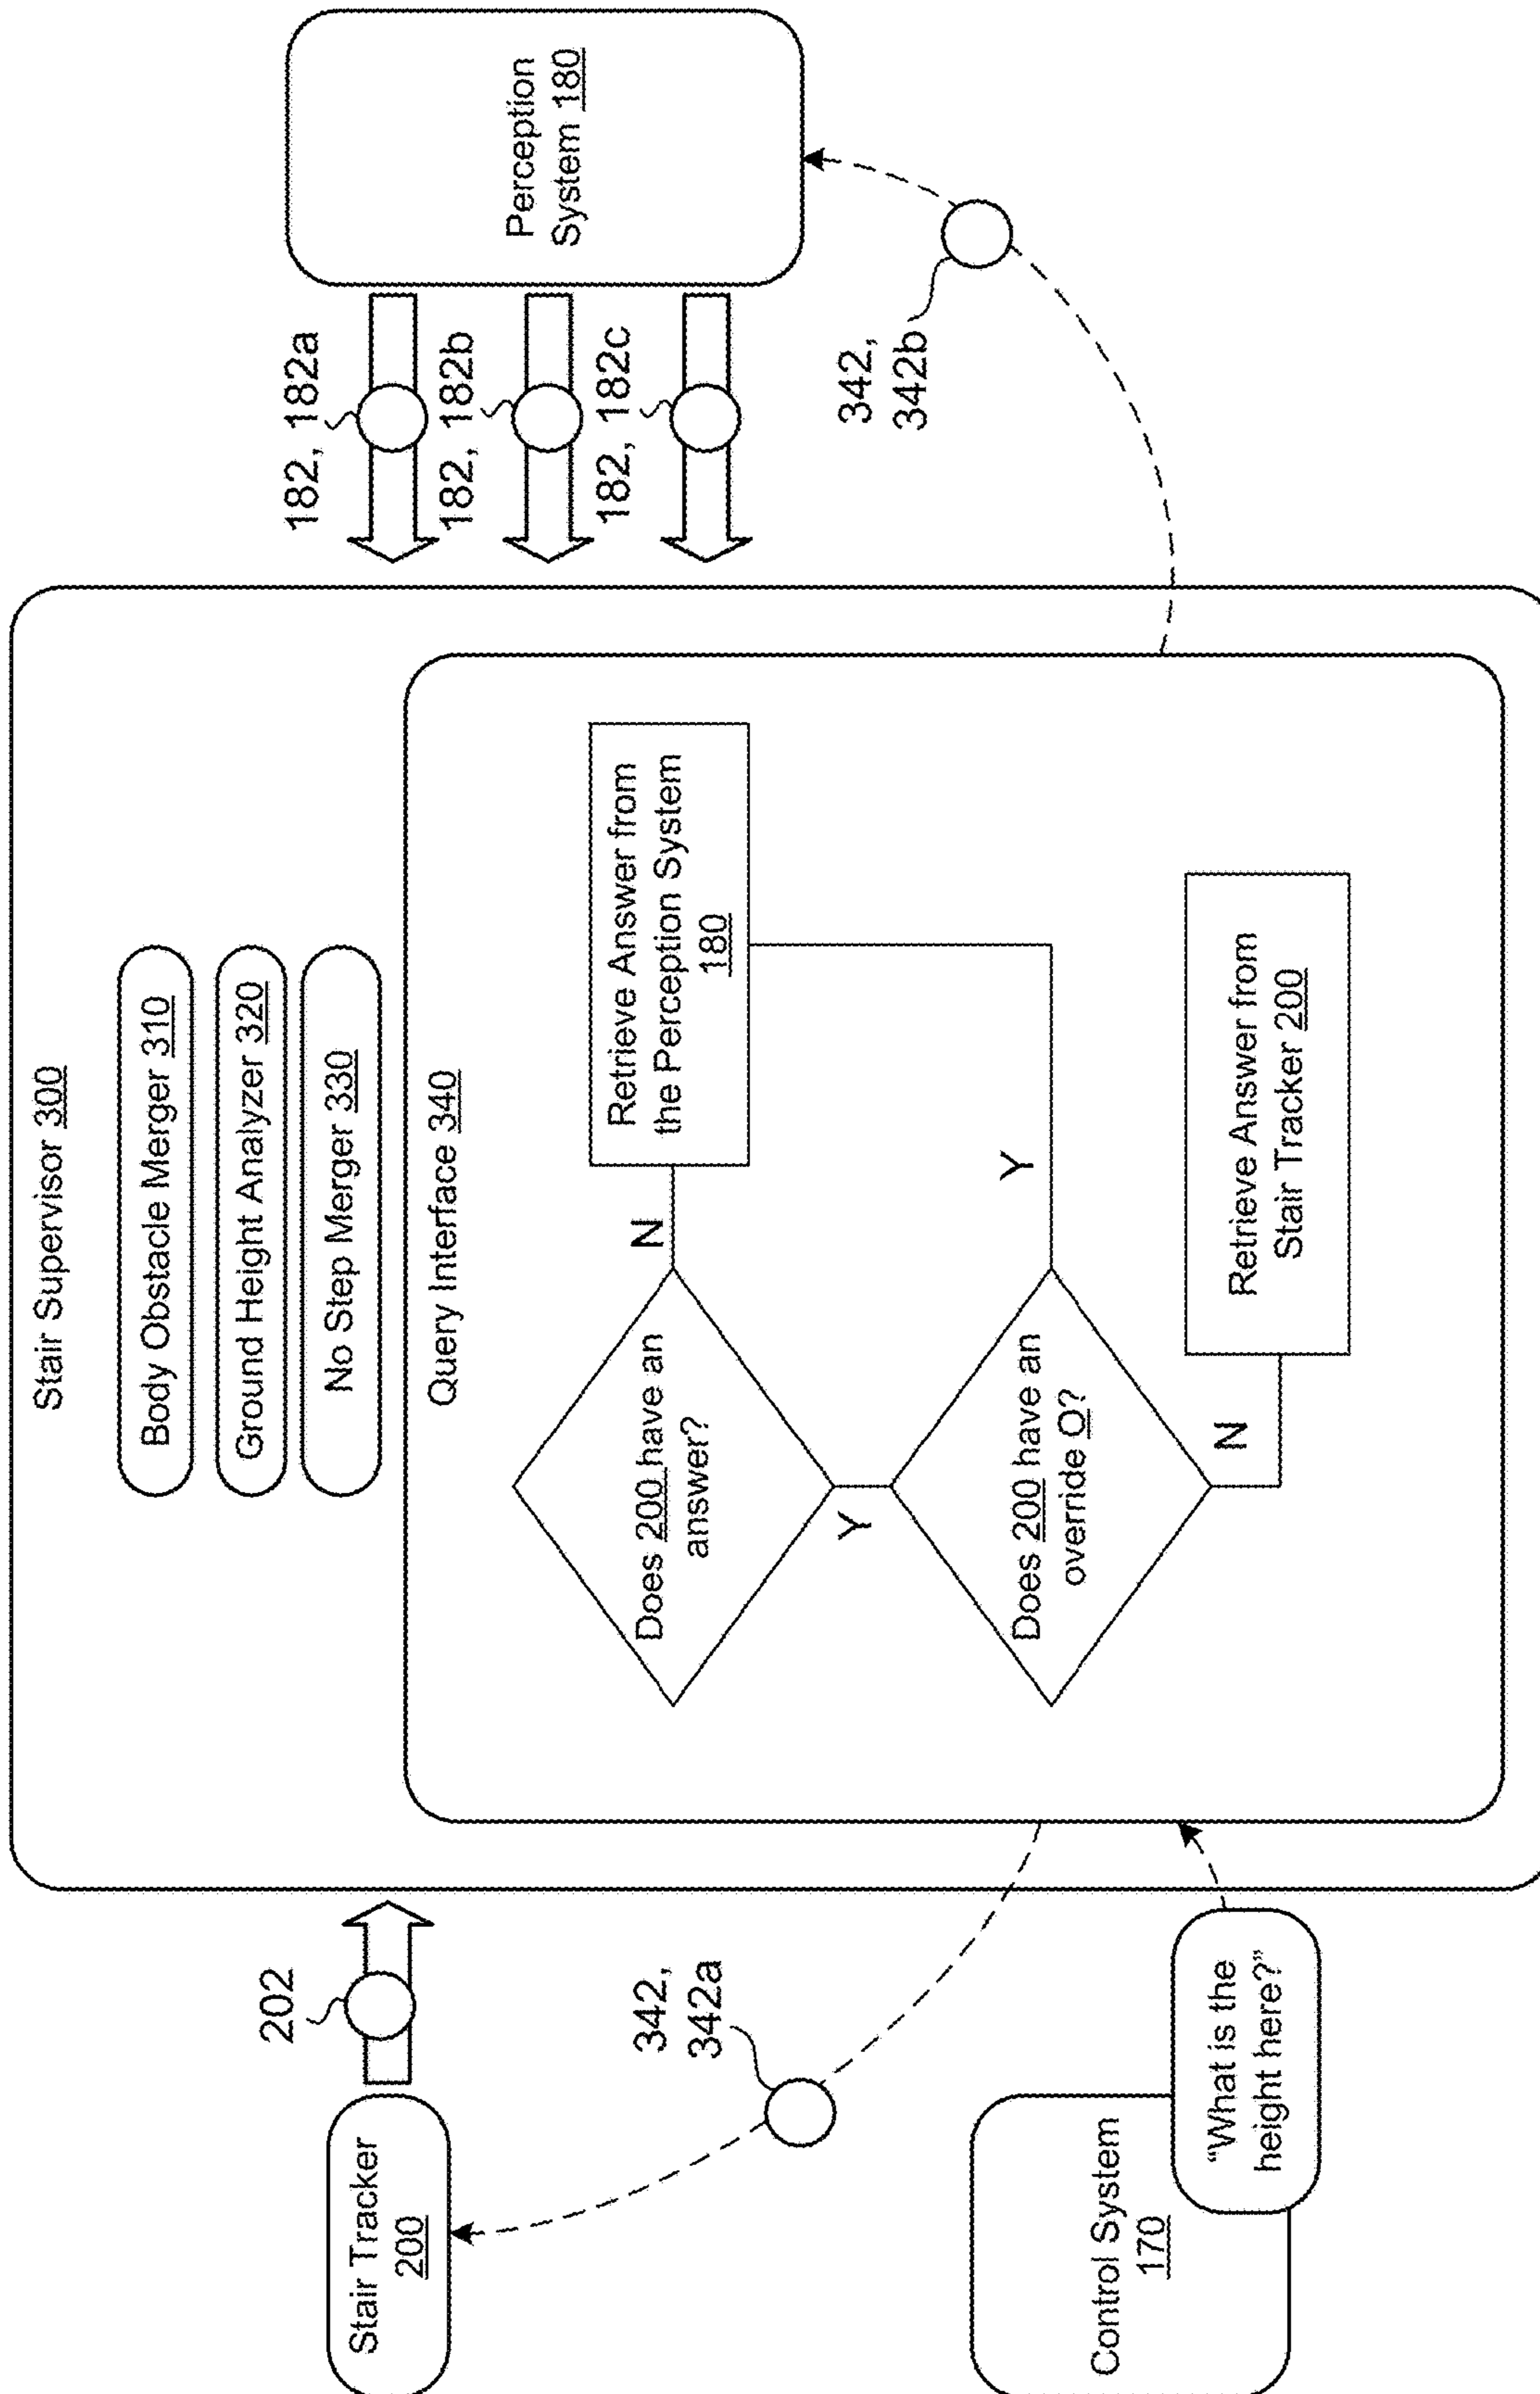 Stair Supervisor 300
Body Obstacle Merger 310
Ground Height Analyzer 320
No Step Merger 330
Query Interface 340
Does 200 have an
answer?
N
Retrieve Answer from
the Perception System
180
Y
Does 200 have an
override O?
Y
N
Retrieve Answer from
Stair Tracker 200
Stair Tracker
200
202
342,
342a
Control System
170
“What is the
height here?”
Perception
System 180
182, 182a
182, 182b
182, 182c
342,
342b